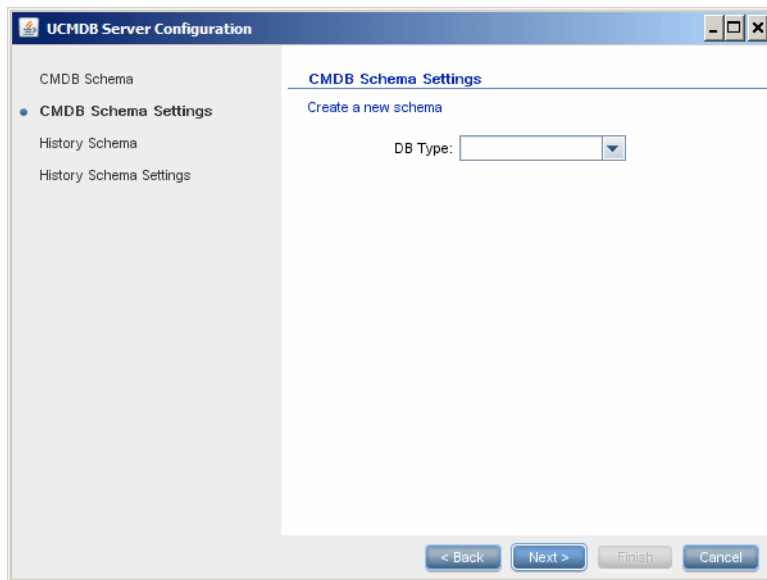 UCMDB Server Configuration
CMDB Schema
CMDB Schema Settings
History Schema
History Schema Settings
CMDB Schema Settings
Create a new schema
DB Type:
< Back Next > Finish Cancel